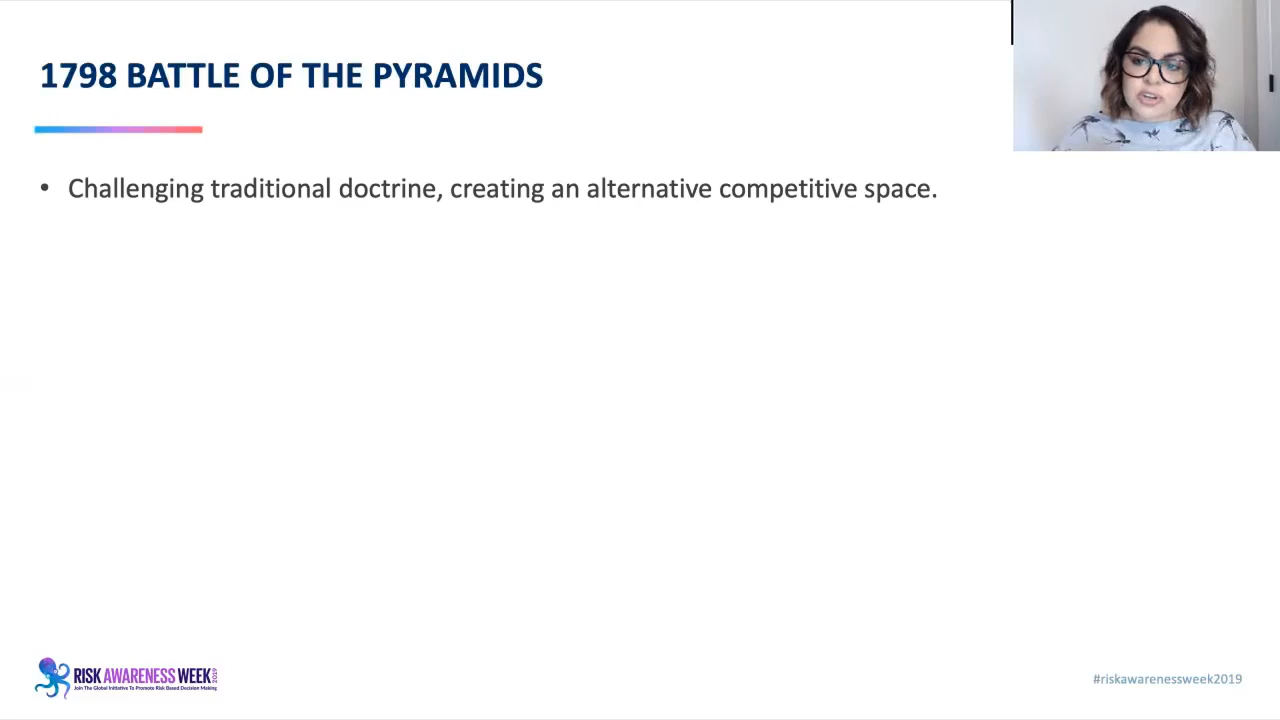 1798 BATTLE OF THE PYRAMIDS
• Challenging traditional doctrine, creating an alternative competitive space.
RISK AWARENESS WEEK 2019
Join The Global Initiative To Promote Risk Based Decision Making
#riskawarenessweek2019